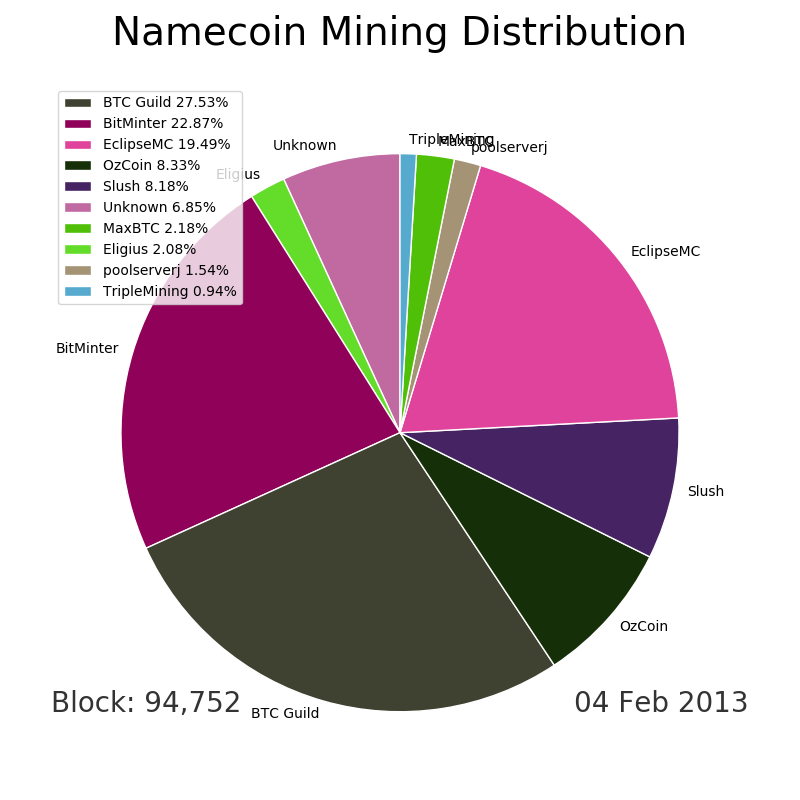 Namecoin Mining Distribution
BTC Guild 27.53%
BitMinter 22.87%
EclipseMC 19.49%
OzCoin 8.33%
Slush 8.18%
Unknown 6.85%
MaxBTC 2.18%
Eligius 2.08%
poolserverj 1.54%
TripleMining 0.94%
TripleMining
MaxBTC
poolserverj
Unknown
Eligius
EclipseMC
BitMinter
Slush
OzCoin
BTC Guild
Block: 94,752
04 Feb 2013